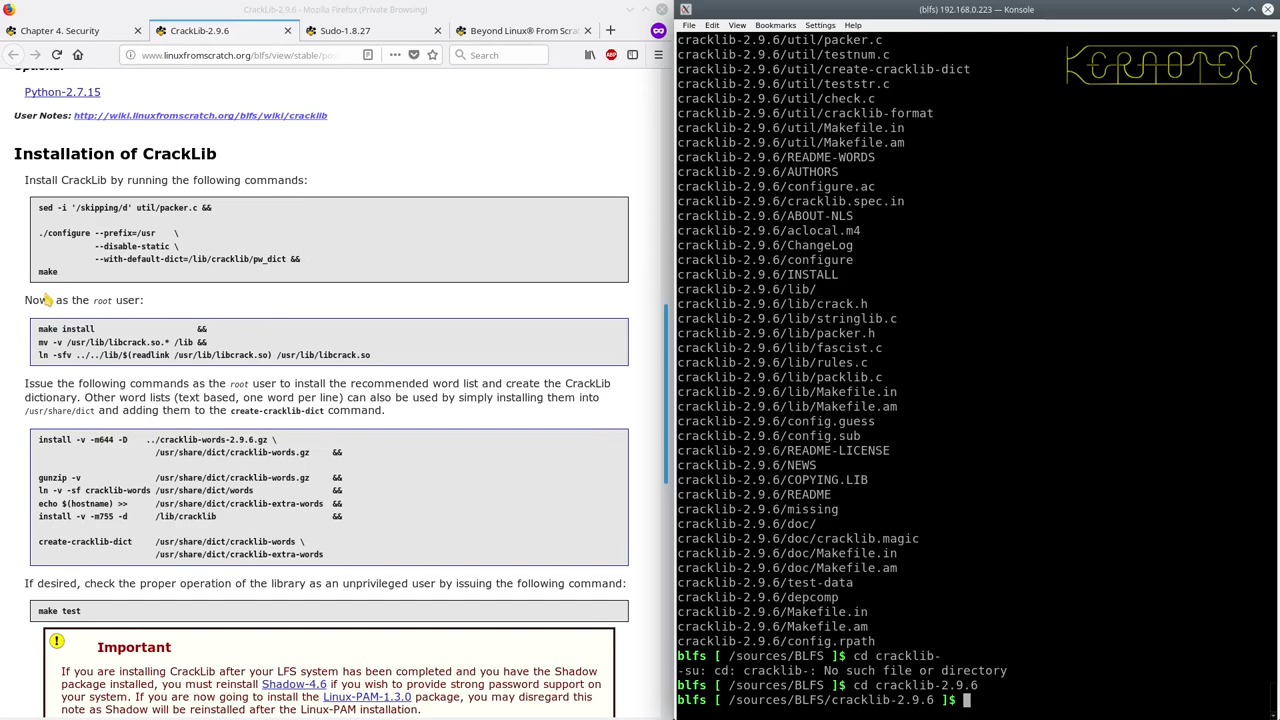 CrackLib-2.9.6 - Mozilla Firefox (Private Browsing)
Chapter 4. Security
CrackLib-2.9.6
Sudo-1.8.27
Beyond Linux® From Scra
www.linuxfromscratch.org/blfs/view/stable/pos
Search
Python-2.7.15
User Notes: http://wiki.linuxfromscratch.org/blfs/wiki/cracklib
Installation of CrackLib
Install CrackLib by running the following commands:
sed -i '/skipping/d' util/packer.c &&
./configure --prefix=/usr    \
--disable-static \
--with-default-dict=/lib/cracklib/pw_dict &&
make
Now as the root user:
make install                     &&
mv -v /usr/lib/libcrack.so.* /lib &&
ln -sfv ../../lib/$(readlink /usr/lib/libcrack.so) /usr/lib/libcrack.so
Issue the following commands as the root user to install the recommended word list and create the CrackLib
dictionary. Other word lists (text based, one word per line) can also be used by simply installing them into
/usr/share/dict and adding them to the create-cracklib-dict command.
install -v -m644 -D    ../cracklib-words-2.9.6.gz \
/usr/share/dict/cracklib-words.gz     &&
gunzip -v                /usr/share/dict/cracklib-words.gz     &&
ln -v -sf cracklib-words /usr/share/dict/words                 &&
echo $(hostname) >>      /usr/share/dict/cracklib-extra-words  &&
install -v -m755 -d      /lib/cracklib                         &&
create-cracklib-dict     /usr/share/dict/cracklib-words \
/usr/share/dict/cracklib-extra-words
If desired, check the proper operation of the library as an unprivileged user by issuing the following command:
make test
Important
If you are installing CrackLib after your LFS system has been completed and you have the Shadow
package installed, you must reinstall Shadow-4.6 if you wish to provide strong password support on
your system. If you are now going to install the Linux-PAM-1.3.0 package, you may disregard this
note as Shadow will be reinstalled after the Linux-PAM installation.
(blfs) 192.168.0.223 — Konsole
File Edit View Bookmarks Settings Help
KERAOTEX
cracklib-2.9.6/util/packer.c
cracklib-2.9.6/util/testnum.c
cracklib-2.9.6/util/create-cracklib-dict
cracklib-2.9.6/util/teststr.c
cracklib-2.9.6/util/check.c
cracklib-2.9.6/util/cracklib-format
cracklib-2.9.6/util/Makefile.in
cracklib-2.9.6/util/Makefile.am
cracklib-2.9.6/README-WORDS
cracklib-2.9.6/AUTHORS
cracklib-2.9.6/configure.ac
cracklib-2.9.6/cracklib.spec.in
cracklib-2.9.6/ABOUT-NLS
cracklib-2.9.6/aclocal.m4
cracklib-2.9.6/ChangeLog
cracklib-2.9.6/configure
cracklib-2.9.6/INSTALL
cracklib-2.9.6/lib/
cracklib-2.9.6/lib/crack.h
cracklib-2.9.6/lib/stringlib.c
cracklib-2.9.6/lib/packer.h
cracklib-2.9.6/lib/fascist.c
cracklib-2.9.6/lib/rules.c
cracklib-2.9.6/lib/packlib.c
cracklib-2.9.6/lib/Makefile.in
cracklib-2.9.6/lib/Makefile.am
cracklib-2.9.6/config.guess
cracklib-2.9.6/config.sub
cracklib-2.9.6/README-LICENSE
cracklib-2.9.6/NEWS
cracklib-2.9.6/COPYING.LIB
cracklib-2.9.6/README
cracklib-2.9.6/missing
cracklib-2.9.6/doc/
cracklib-2.9.6/doc/cracklib.magic
cracklib-2.9.6/doc/Makefile.in
cracklib-2.9.6/doc/Makefile.am
cracklib-2.9.6/test-data
cracklib-2.9.6/depcomp
cracklib-2.9.6/Makefile.in
cracklib-2.9.6/Makefile.am
cracklib-2.9.6/config.rpath
blfs [ /sources/BLFS ]$ cd cracklib-
-su: cd: cracklib-: No such file or directory
blfs [ /sources/BLFS ]$ cd cracklib-2.9.6
blfs [ /sources/BLFS/cracklib-2.9.6 ]$